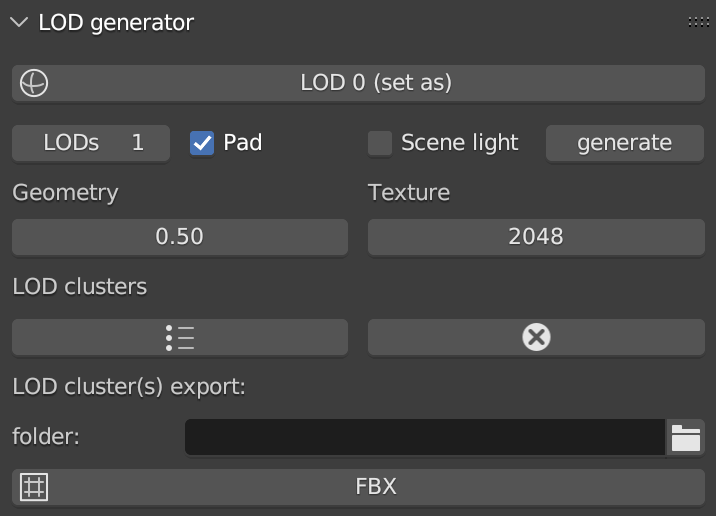 LOD generator
LOD 0 (set as)
LODs 1 Pad Scene light generate
Geometry Texture
0.50 2048
LOD clusters
LOD cluster(s) export:
folder:
FBX